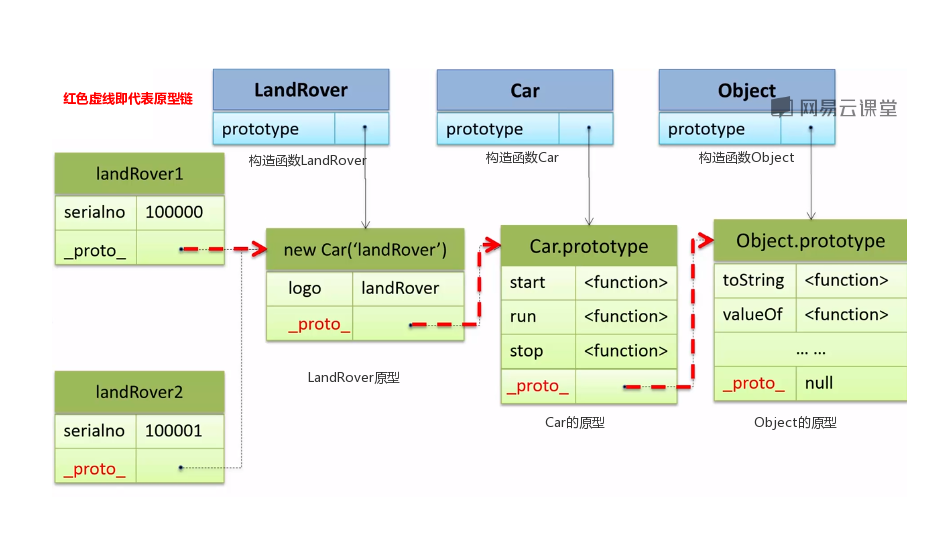 红色虚线即代表原型链
LandRover
prototype
构造函数LandRover
Car
prototype
构造函数Car
Object
prototype
构造函数Object
网易云课堂
landRover1
serialno 100000
_proto_
new Car(‘landRover’)
logo landRover
_proto_
LandRover原型
Car.prototype
start <function>
run <function>
stop <function>
_proto_
Car的原型
Object.prototype
toString <function>
valueOf <function>
... ...
_proto_ null
Object的原型
landRover2
serialno 100001
_proto_